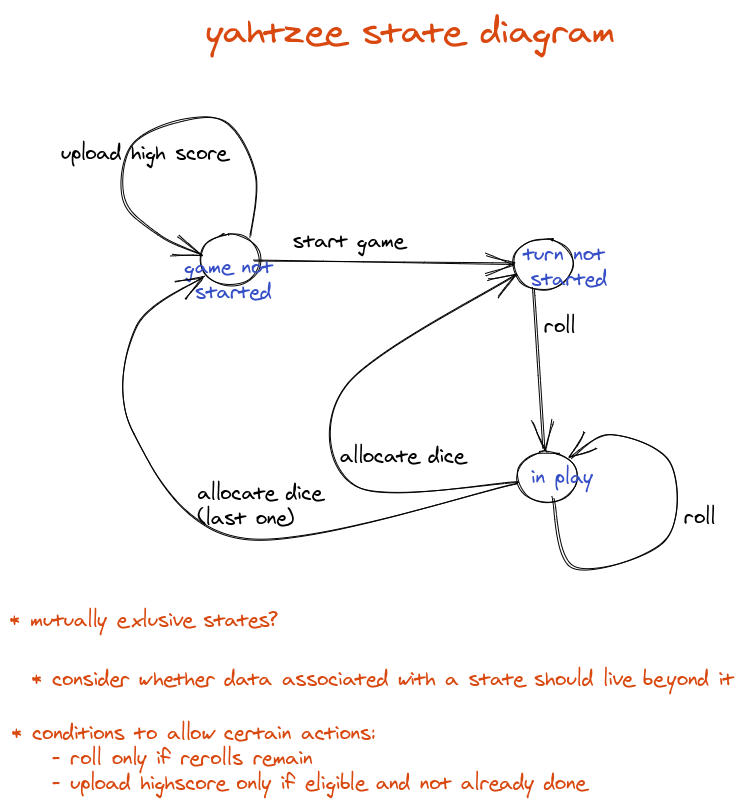 yahtzee state diagram
upload high score
start game
game not
started
turn not
started
roll
allocate dice
in play
allocate dice
(last one)
roll
* mutually exlusive states?
* consider whether data associated with a state should live beyond it
* conditions to allow certain actions:
- roll only if rerolls remain
- upload highscore only if eligible and not already done